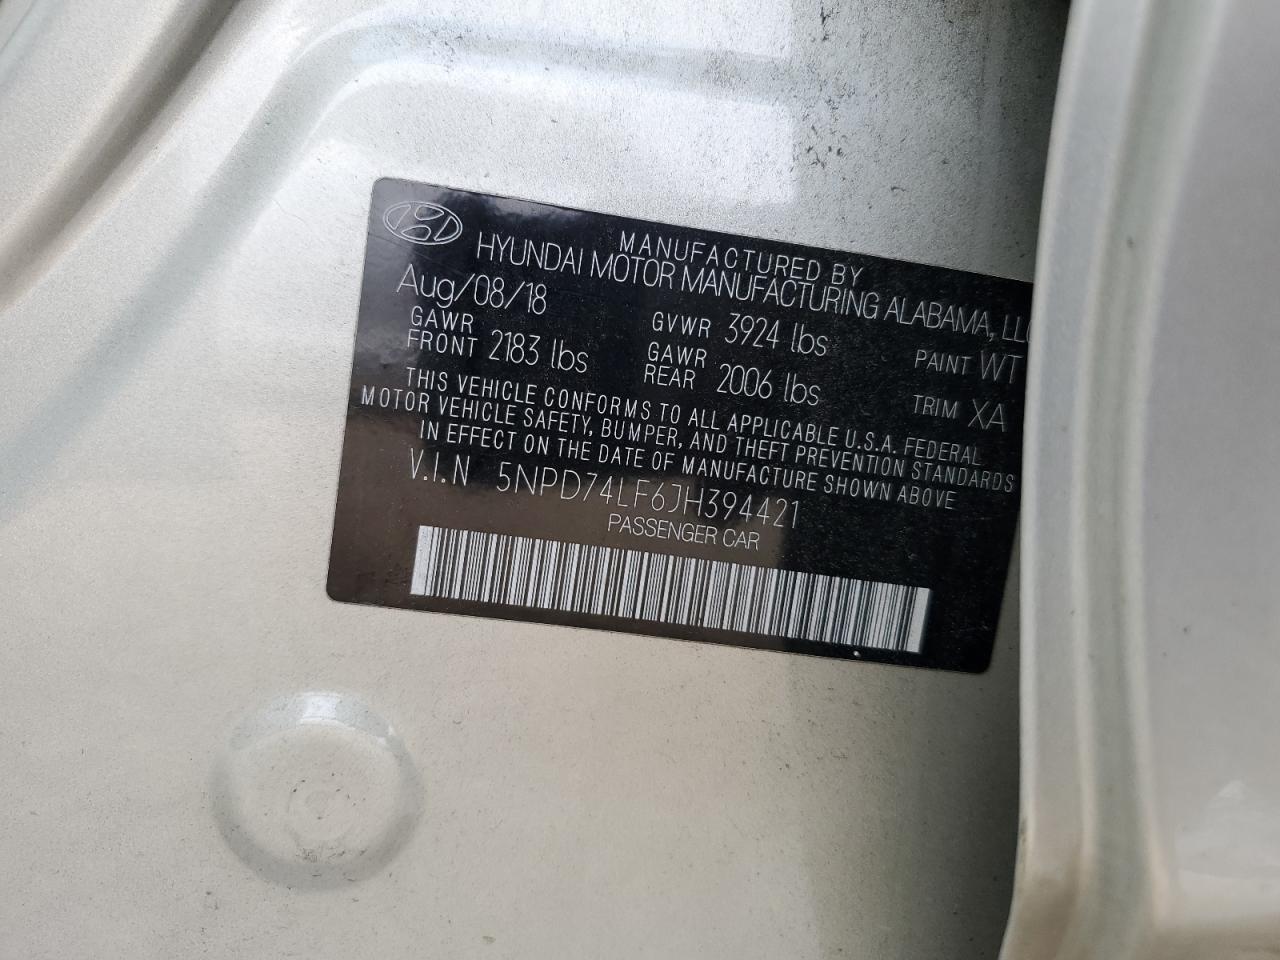 MANUFACTURED BY
HYUNDAI MOTOR MANUFACTURING ALABAMA, LLC
Aug/08/18
GVWR 3924 lbs
PAINT WT
GAWR FRONT 2183 lbs
GAWR REAR 2006 lbs
TRIM XA
THIS VEHICLE CONFORMS TO ALL APPLICABLE U.S.A. FEDERAL
MOTOR VEHICLE SAFETY, BUMPER, AND THEFT PREVENTION STANDARDS
IN EFFECT ON THE DATE OF MANUFACTURE SHOWN ABOVE
V.I.N 5NPD74LF6JH394421
PASSENGER CAR